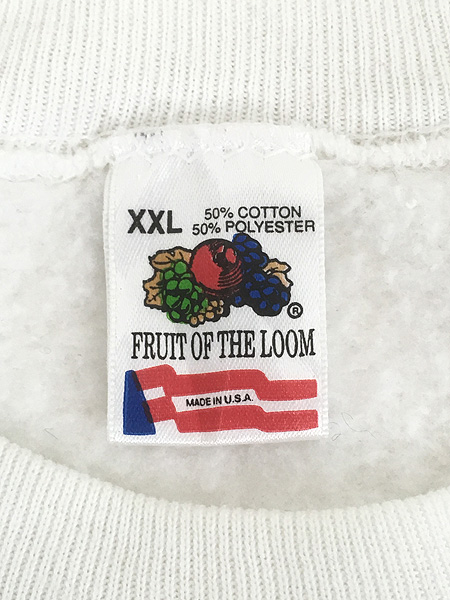 XXL 50% COTTON
50% POLYESTER
®
FRUIT OF THE LOOM
MADE IN U.S.A.